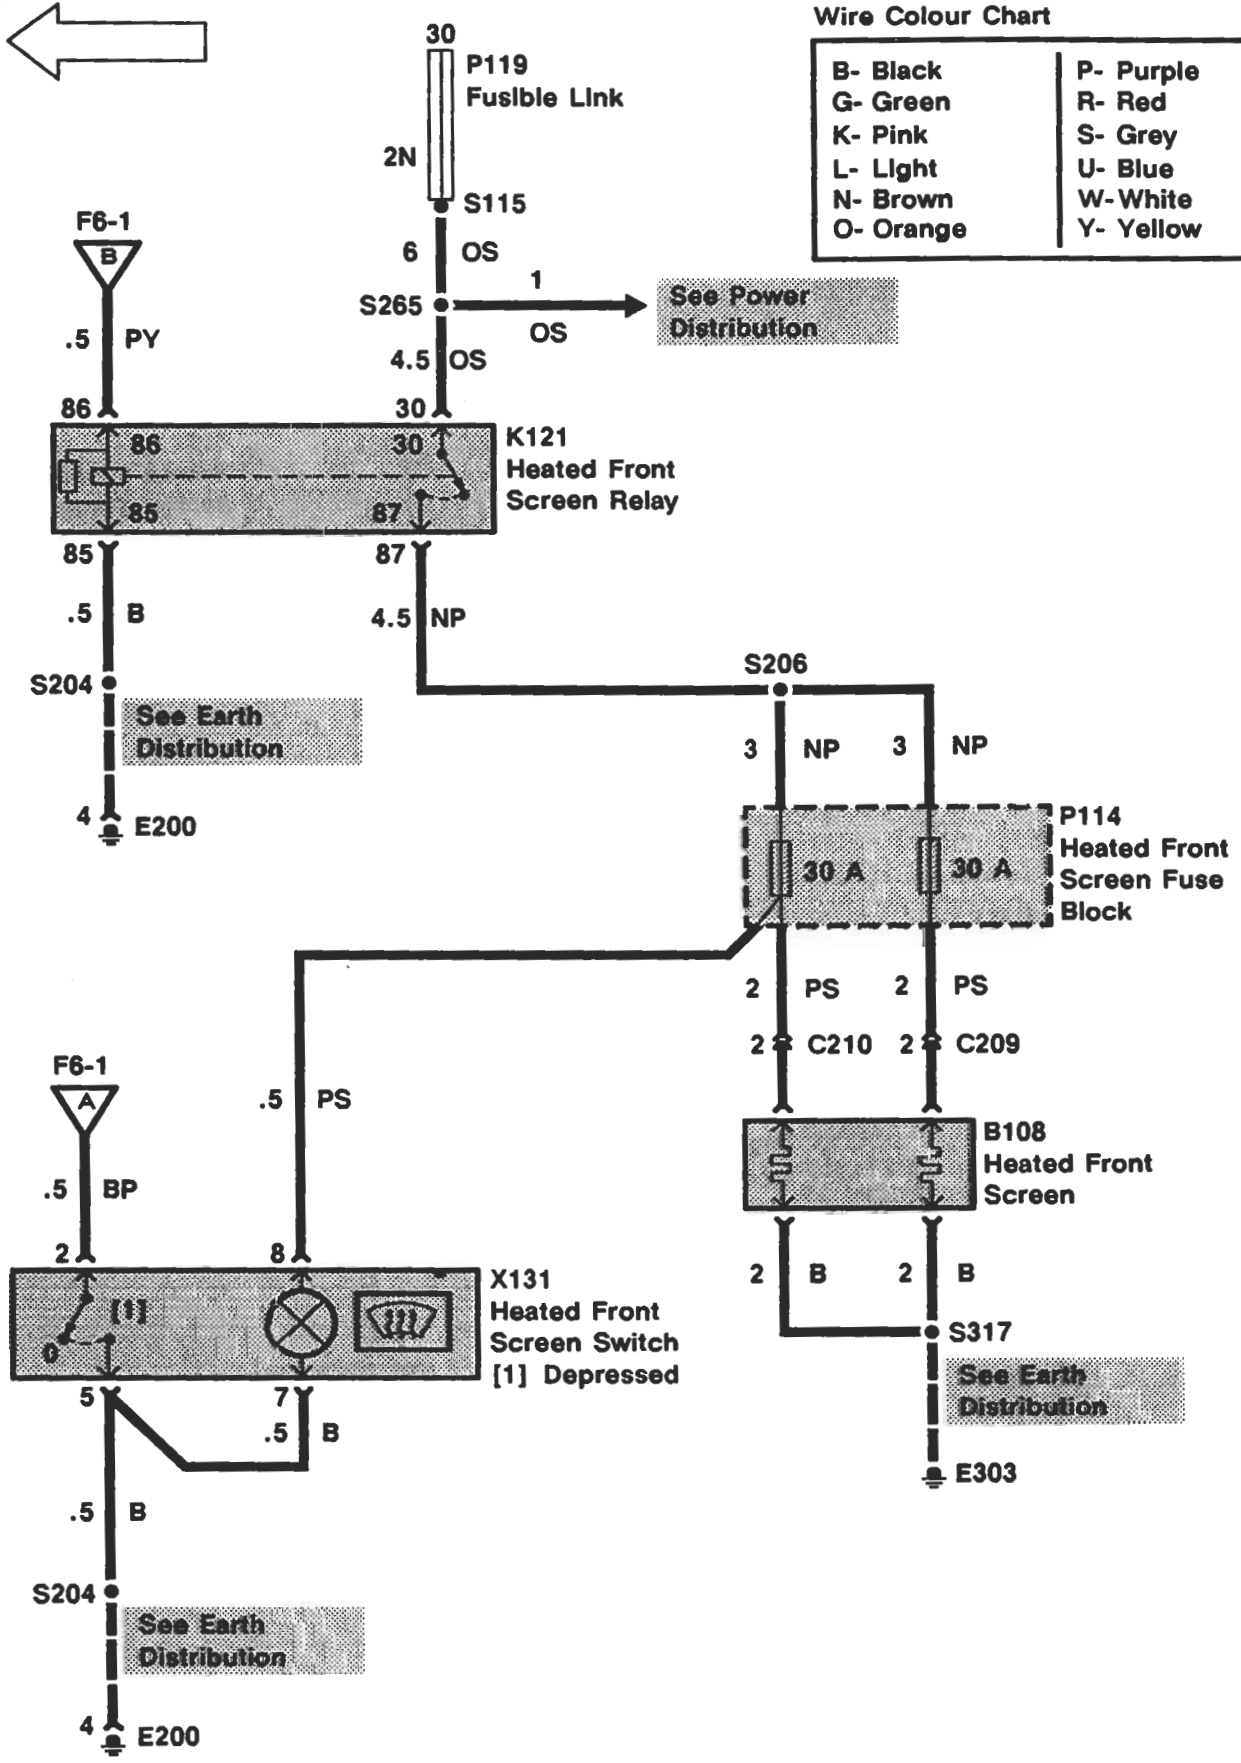 Wire Colour Chart
B- Black
G- Green
K- Pink
L- Light
N- Brown
O- Orange
P- Purple
R- Red
S- Grey
U- Blue
W- White
Y- Yellow
30
P119
Fusible Link
2N
S115
6 OS
F6-1
B
S265
1
OS
See Power
Distribution
.5 PY
4.5 OS
86
30
86
30
K121
Heated Front
Screen Relay
85
87
85
87
.5 B
4.5 NP
S204
See Earth
Distribution
4
E200
S206
3 NP
3 NP
P114
Heated Front
Screen Fuse
Block
30 A
30 A
2 PS
2 PS
2 C210
2 C209
F6-1
A
.5 PS
B108
Heated Front
Screen
.5 BP
2
8
2 B
2 B
X131
Heated Front
Screen Switch
[1] Depressed
[1]
0
S317
See Earth
Distribution
5
7
.5 B
E303
.5 B
S204
See Earth
Distribution
4
E200